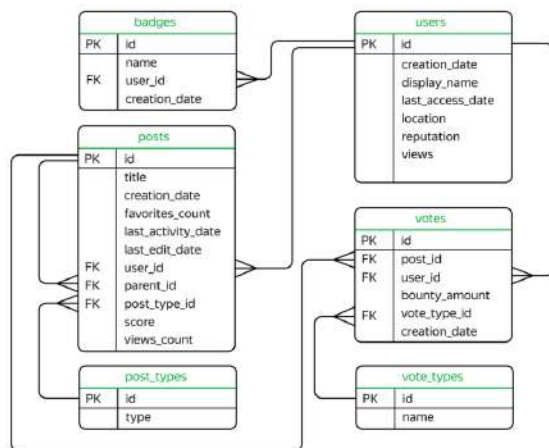 badges
PK id
name
FK user_id
creation_date
users
PK id
creation_date
display_name
last_access_date
location
reputation
views
posts
PK id
title
creation_date
favorites_count
last_activity_date
last_edit_date
FK user_id
FK parent_id
FK post_type_id
score
views_count
votes
PK id
FK post_id
FK user_id
bounty_amount
FK vote_type_id
creation_date
post_types
PK id
type
vote_types
PK id
name